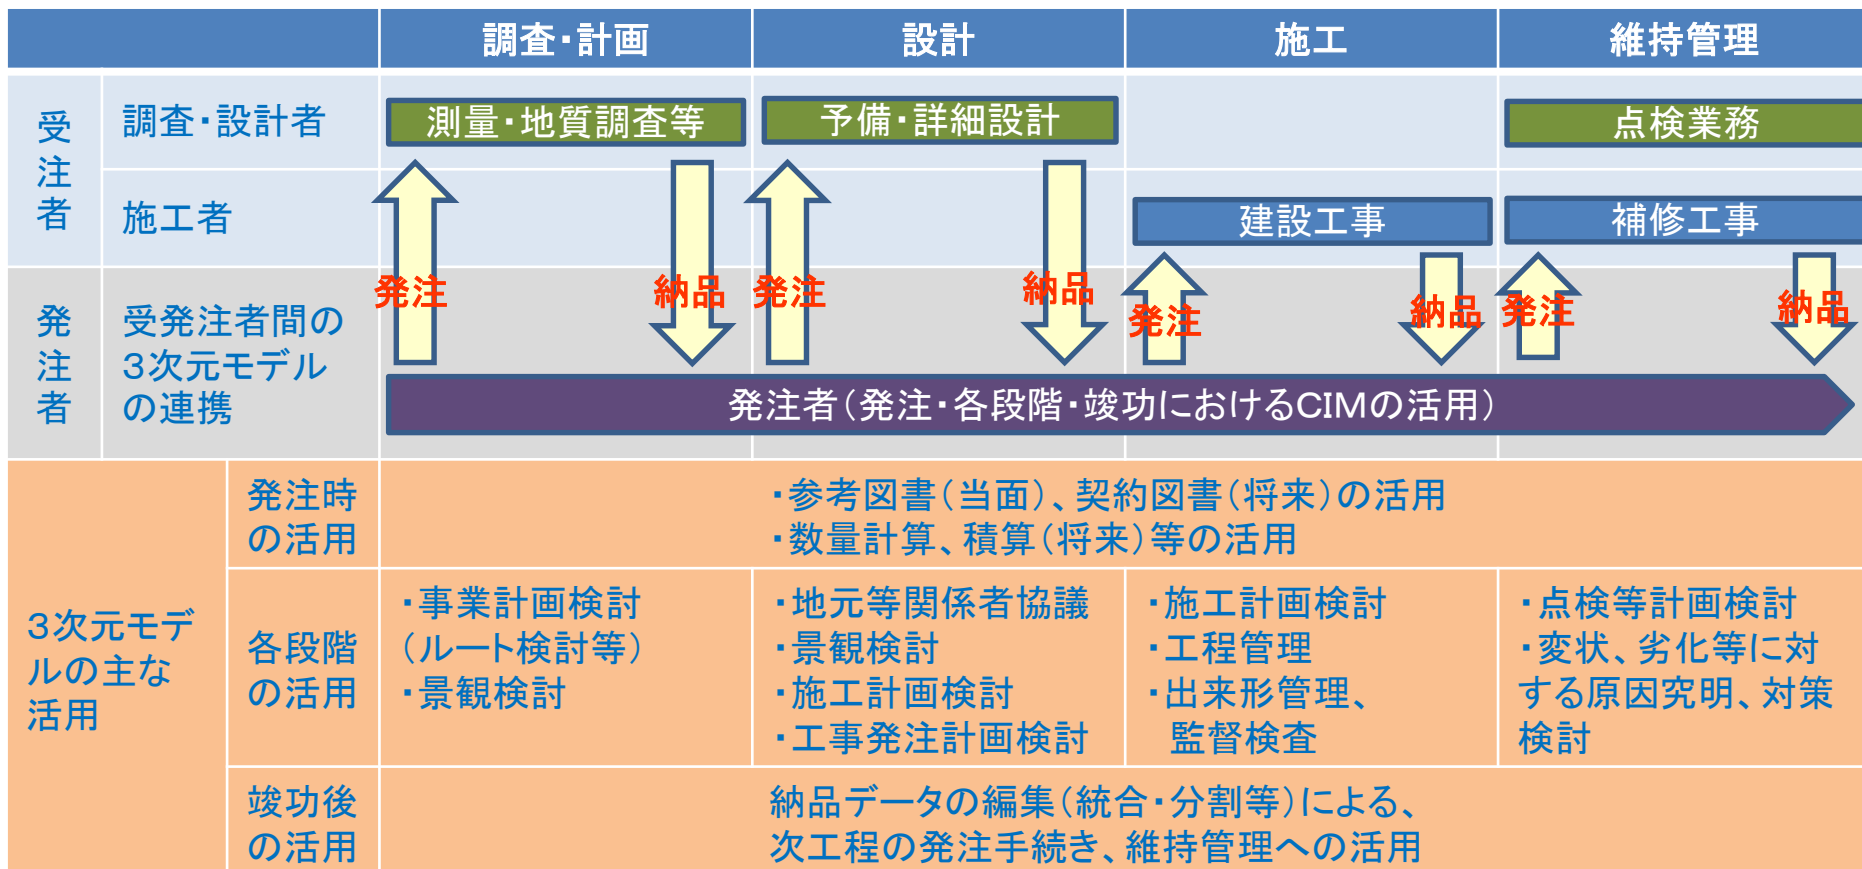 調査・計画
設計
施工
維持管理
受注者
調査・設計者
測量・地質調査等
予備・詳細設計
点検業務
施工者
建設工事
補修工事
発注
納品
発注
納品
発注
納品
発注
納品
発注者
受発注者間の
3次元モデル
の連携
発注者(発注・各段階・竣功におけるCIMの活用)
3次元モデ
ルの主な
活用
発注時
の活用
・参考図書(当面)、契約図書(将来)の活用
・数量計算、積算(将来)等の活用
各段階
の活用
・事業計画検討
(ルート検討等)
・景観検討
・地元等関係者協議
・景観検討
・施工計画検討
・工事発注計画検討
・施工計画検討
・工程管理
・出来形管理、
監督検査
・点検等計画検討
・変状、劣化等に対
する原因究明、対策
検討
竣功後
の活用
納品データの編集(統合・分割等)による、
次工程の発注手続き、維持管理への活用